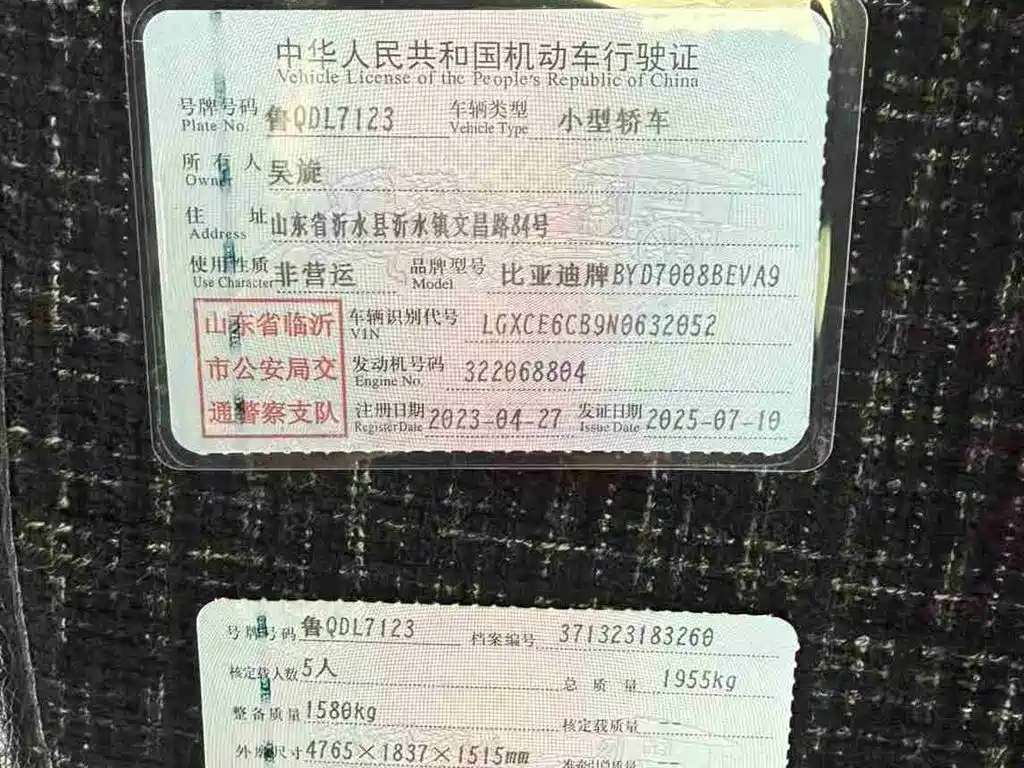 中华人民共和国机动车行驶证
Vehicle License of the People's Republic of China
号牌号码 鲁QDL7123 车辆类型 小型轿车
Plate No. Vehicle Type
所有人 吴旋
Owner
住址 山东省沂水县沂水镇文昌路84号
Address
使用性质 非营运 品牌型号 比亚迪牌BYD7008BEVA9
Use Character Model
山东省临沂
市公安局交
通警察支队
车辆识别代号 LGXCE6CB9N0632052
VIN
发动机号码 322068804
Engine No.
注册日期 2023-04-27 发证日期 2025-07-10
Register Date Issue Date
号牌号码 鲁QDL7123 档案编号 371323183260
核定载人数 5人 总质量 1955kg
整备质量 1580kg 核定载质量 --
外廓尺寸 4765×1837×1515mm 准牵引总质量 --